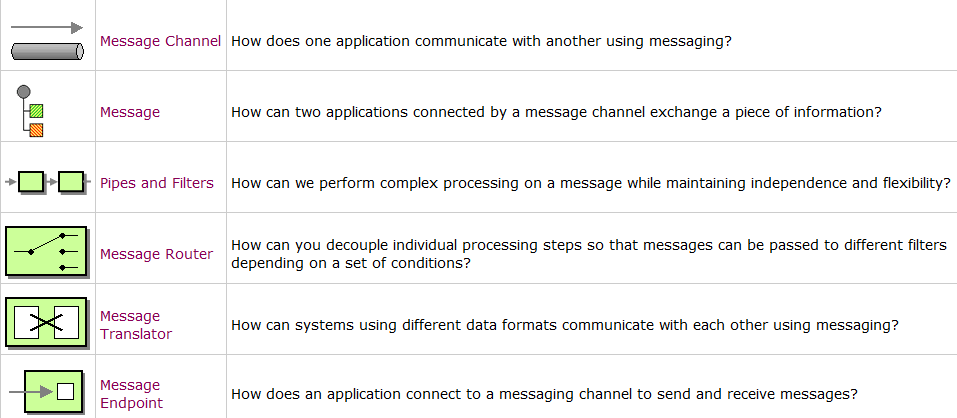 Message Channel How does one application communicate with another using messaging?
Message How can two applications connected by a message channel exchange a piece of information?
Pipes and Filters How can we perform complex processing on a message while maintaining independence and flexibility?
Message Router How can you decouple individual processing steps so that messages can be passed to different filters
depending on a set of conditions?
Message
Translator
How can systems using different data formats communicate with each other using messaging?
Message
Endpoint
How does an application connect to a messaging channel to send and receive messages?